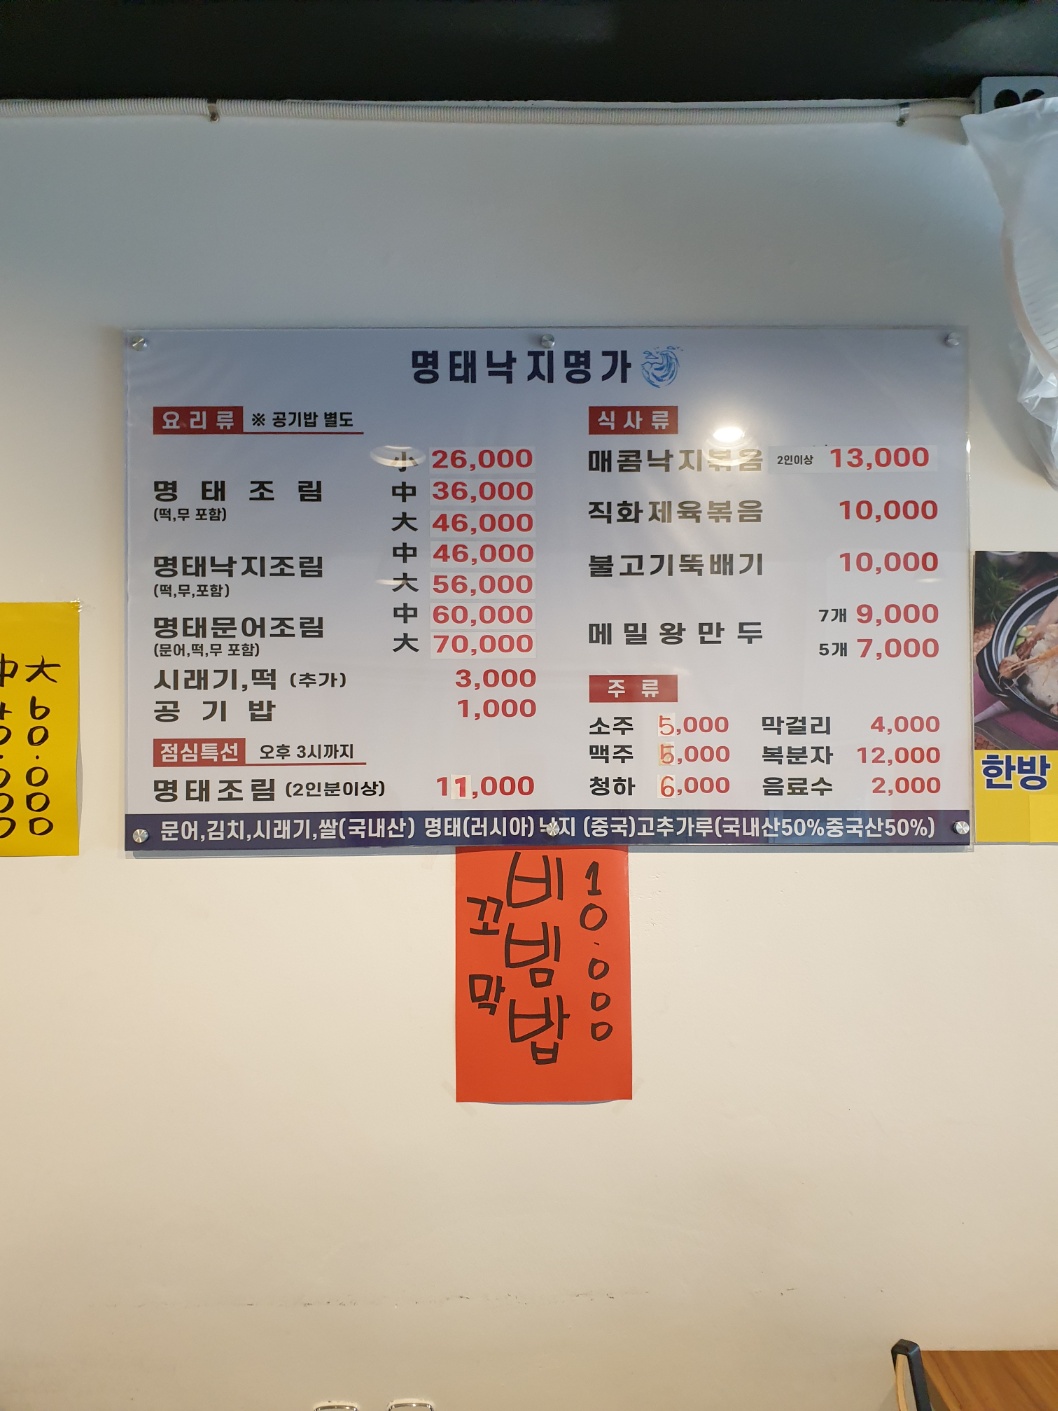 명태낙지명가
요리류 ※ 공기밥 별도
명태조림 小 26,000
(떡,무 포함) 中 36,000
大 46,000
명태낙지조림 中 46,000
(떡,무,포함) 大 56,000
명태문어조림 中 60,000
(문어,떡,무 포함) 大 70,000
시래기,떡 (추가) 3,000
공기밥 1,000
점심특선 오후 3시까지
명태조림 (2인분이상) 11,000
식사류
매콤낙지볶음 2인이상 13,000
직화제육볶음 10,000
불고기뚝배기 10,000
메밀왕만두 7개 9,000
5개 7,000
주류
소주 5,000 막걸리 4,000
맥주 5,000 복분자 12,000
청하 6,000 음료수 2,000
문어,김치,시래기,쌀(국내산) 명태(러시아) 낙지 (중국)고추가루(국내산50%중국산50%)
꼬막
비빔밥
10.000
中 大
60.000
한방